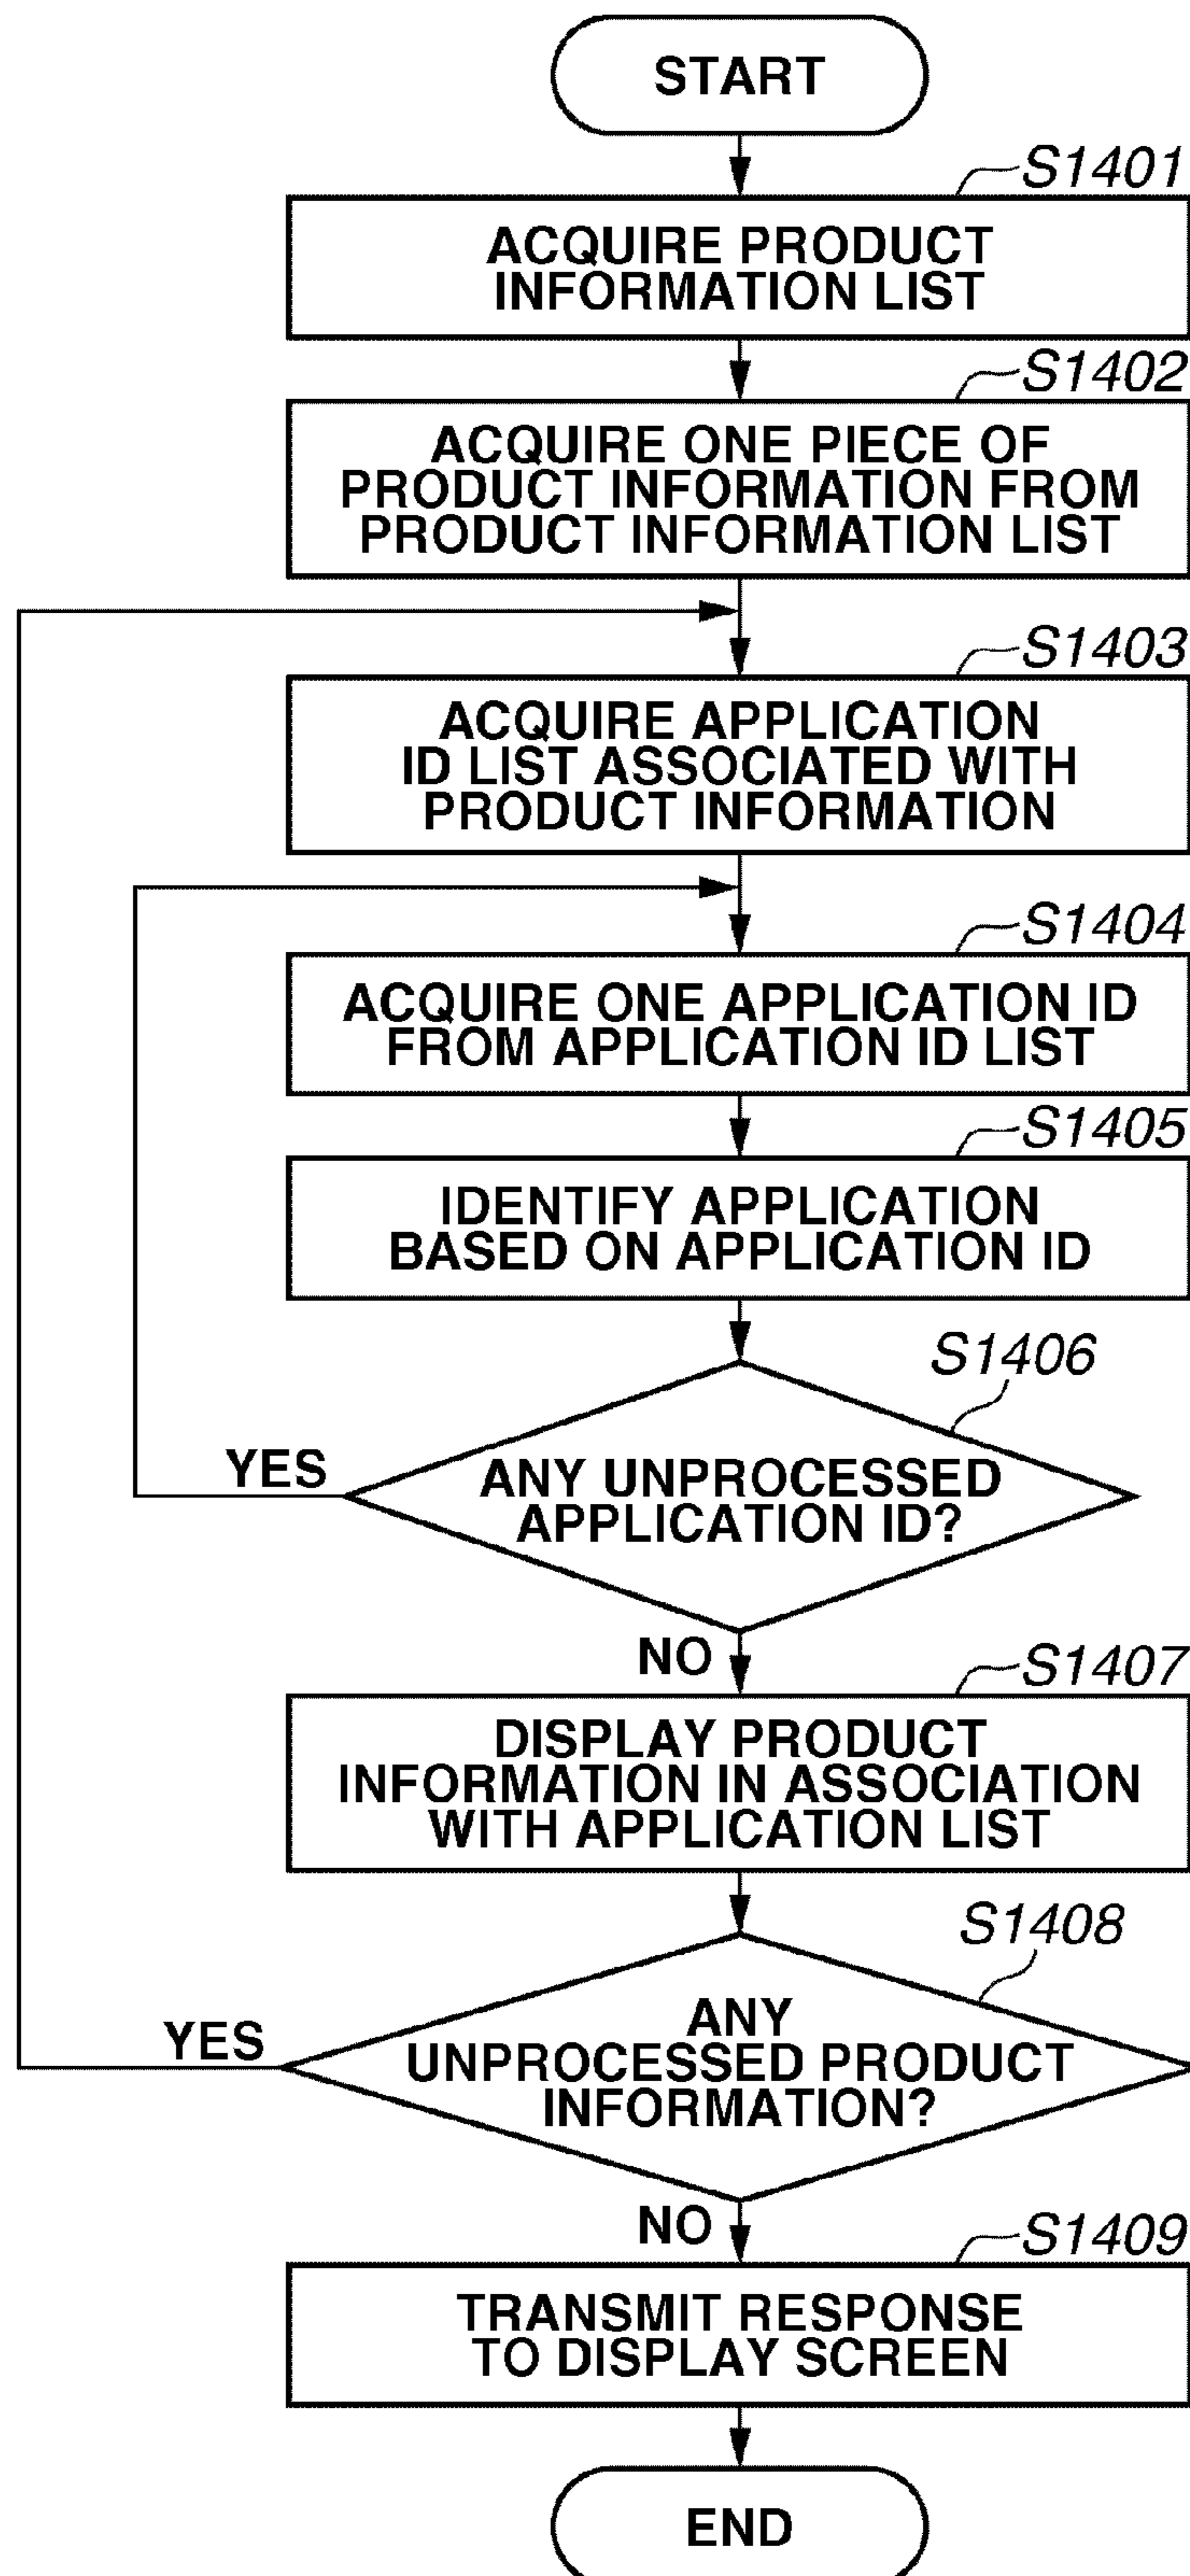 START
S1401
ACQUIRE PRODUCT
INFORMATION LIST
S1402
ACQUIRE ONE PIECE OF
PRODUCT INFORMATION FROM
PRODUCT INFORMATION LIST
S1403
ACQUIRE APPLICATION
ID LIST ASSOCIATED WITH
PRODUCT INFORMATION
S1404
ACQUIRE ONE APPLICATION ID
FROM APPLICATION ID LIST
S1405
IDENTIFY APPLICATION
BASED ON APPLICATION ID
S1406
YES
ANY UNPROCESSED
APPLICATION ID?
NO
S1407
DISPLAY PRODUCT
INFORMATION IN ASSOCIATION
WITH APPLICATION LIST
S1408
YES
ANY
UNPROCESSED PRODUCT
INFORMATION?
NO
S1409
TRANSMIT RESPONSE
TO DISPLAY SCREEN
END